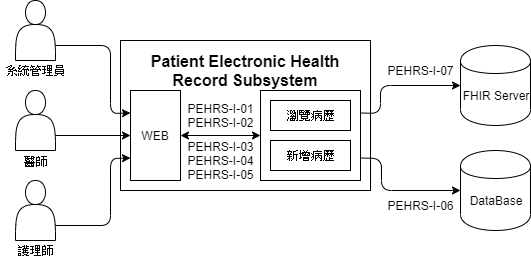 系統管理員
醫師
護理師
Patient Electronic Health
Record Subsystem
WEB
PEHRS-I-01
PEHRS-I-02
PEHRS-I-03
PEHRS-I-04
PEHRS-I-05
瀏覽病歷
新增病歷
PEHRS-I-07
FHIR Server
PEHRS-I-06
DataBase